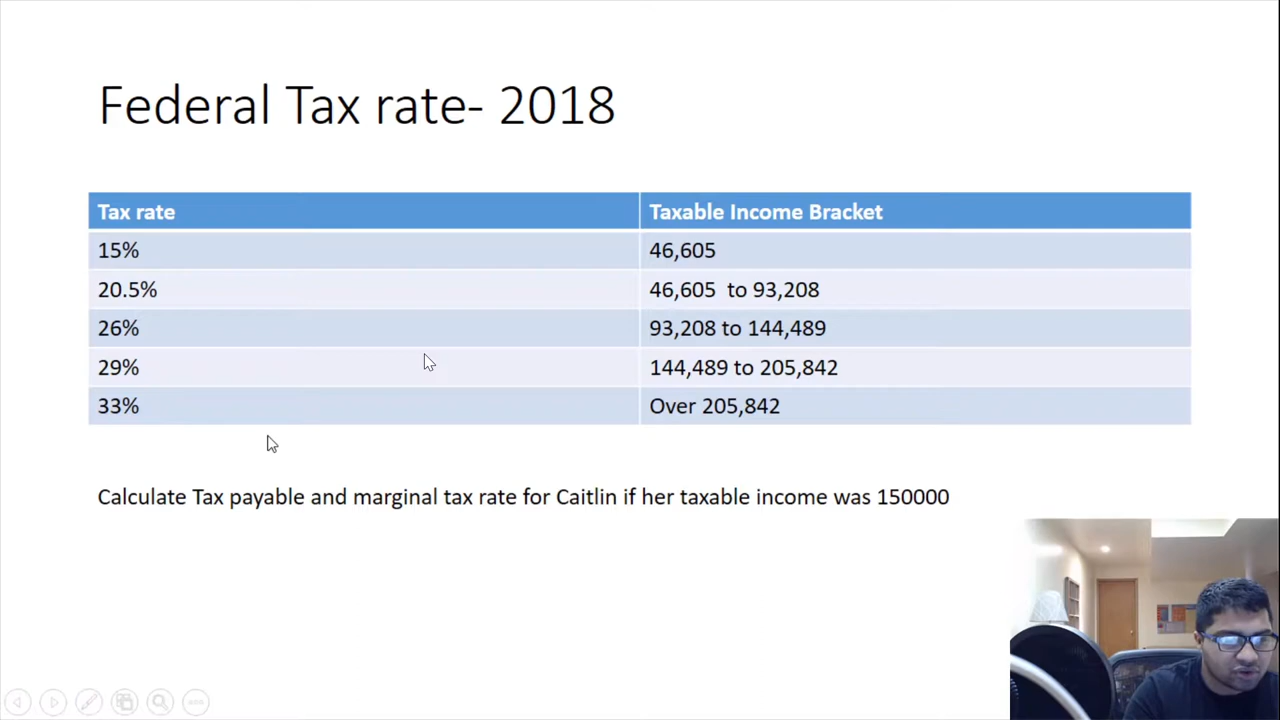 Federal Tax rate- 2018
Tax rate Taxable Income Bracket
15% 46,605
20.5% 46,605 to 93,208
26% 93,208 to 144,489
29% 144,489 to 205,842
33% Over 205,842
Calculate Tax payable and marginal tax rate for Caitlin if her taxable income was 150000